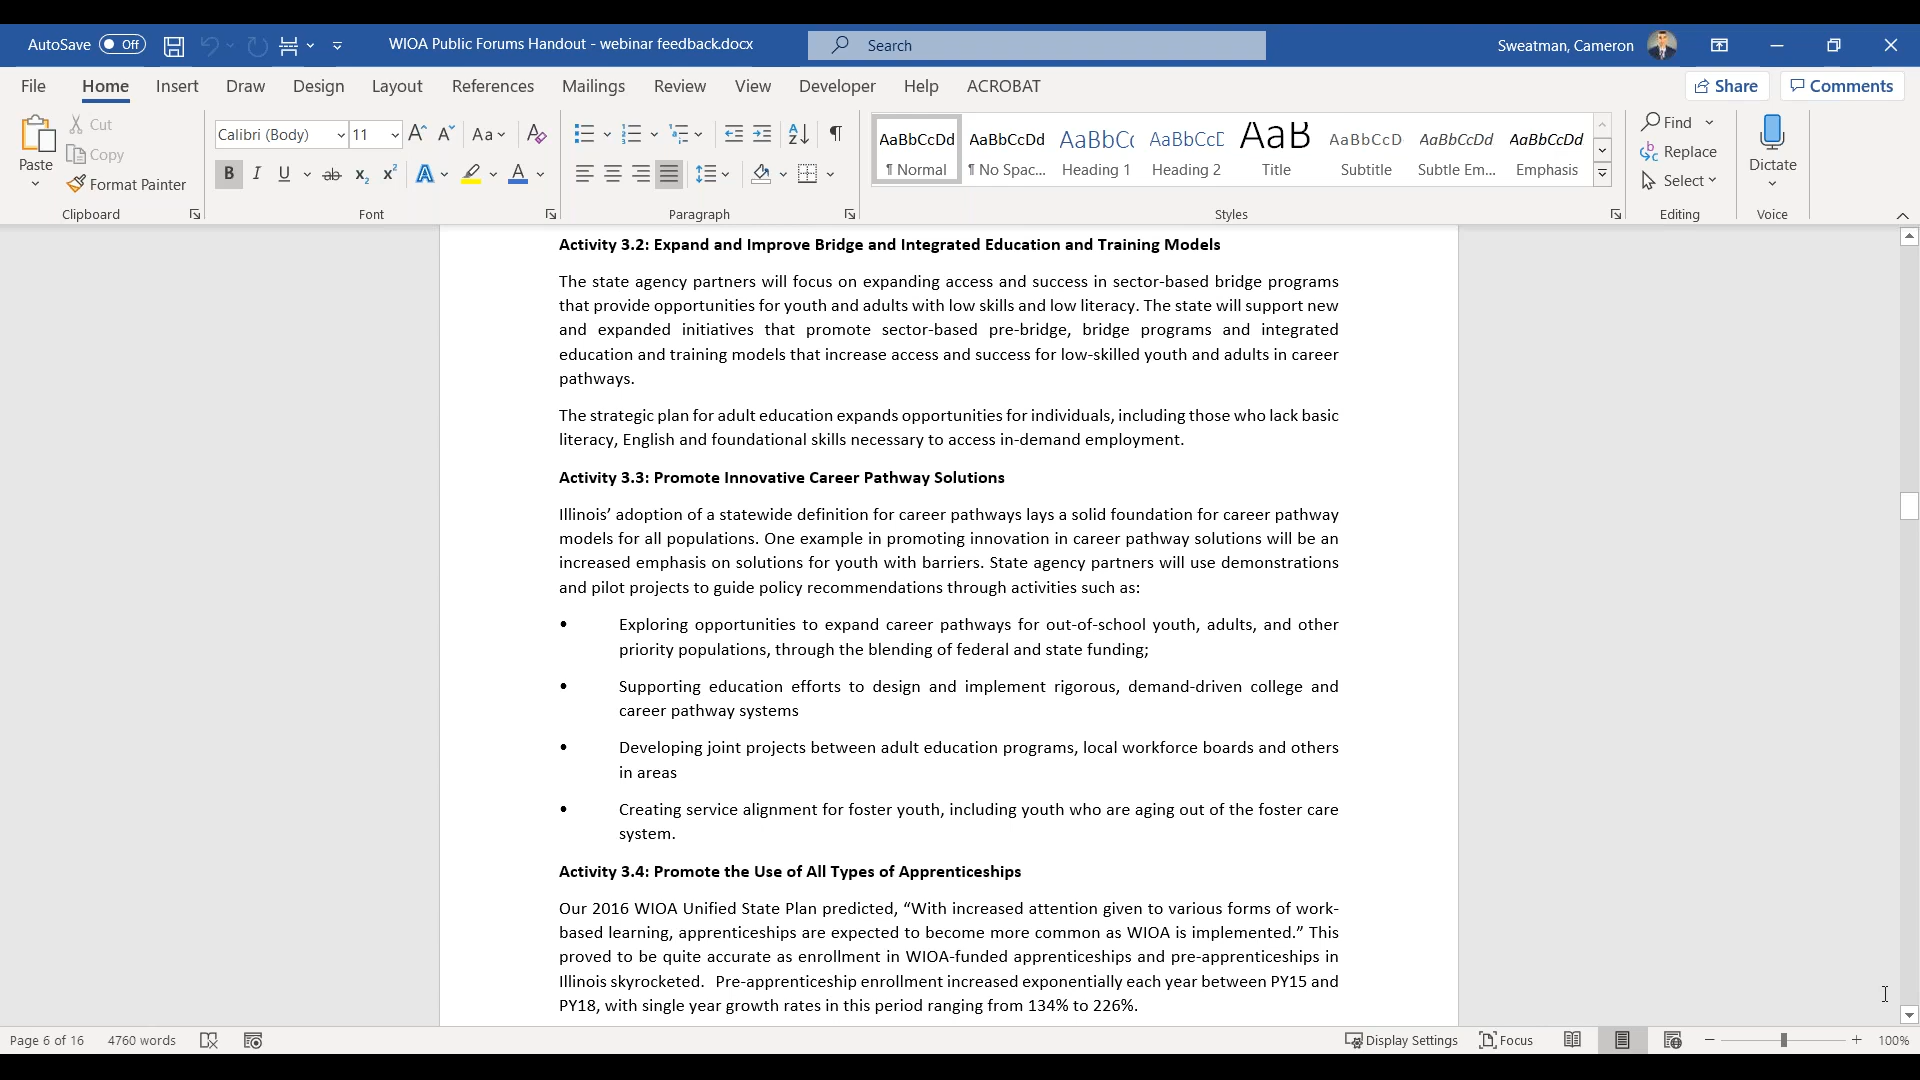 AutoSave Off WIOA Public Forums Handout - webinar feedback.docx Search Sweatman, Cameron
File Home Insert Draw Design Layout References Mailings Review View Developer Help ACROBAT Share Comments
Paste Cut Copy Format Painter
Calibri (Body) 11
AaBbCcDd AaBbCcDd AaBbC( AaBbCcE AaB AaBbCcD AaBbCcDd AaBbCcDd
¶ Normal ¶ No Spac... Heading 1 Heading 2 Title Subtitle Subtle Em... Emphasis
Find
Replace
Select
Dictate
Clipboard Font Paragraph Styles Editing Voice
Activity 3.2: Expand and Improve Bridge and Integrated Education and Training Models
The state agency partners will focus on expanding access and success in sector-based bridge programs
that provide opportunities for youth and adults with low skills and low literacy. The state will support new
and expanded initiatives that promote sector-based pre-bridge, bridge programs and integrated
education and training models that increase access and success for low-skilled youth and adults in career
pathways.
The strategic plan for adult education expands opportunities for individuals, including those who lack basic
literacy, English and foundational skills necessary to access in-demand employment.
Activity 3.3: Promote Innovative Career Pathway Solutions
Illinois’ adoption of a statewide definition for career pathways lays a solid foundation for career pathway
models for all populations. One example in promoting innovation in career pathway solutions will be an
increased emphasis on solutions for youth with barriers. State agency partners will use demonstrations
and pilot projects to guide policy recommendations through activities such as:
• Exploring opportunities to expand career pathways for out-of-school youth, adults, and other
priority populations, through the blending of federal and state funding;
• Supporting education efforts to design and implement rigorous, demand-driven college and
career pathway systems
• Developing joint projects between adult education programs, local workforce boards and others
in areas
• Creating service alignment for foster youth, including youth who are aging out of the foster care
system.
Activity 3.4: Promote the Use of All Types of Apprenticeships
Our 2016 WIOA Unified State Plan predicted, “With increased attention given to various forms of work-
based learning, apprenticeships are expected to become more common as WIOA is implemented.” This
proved to be quite accurate as enrollment in WIOA-funded apprenticeships and pre-apprenticeships in
Illinois skyrocketed. Pre-apprenticeship enrollment increased exponentially each year between PY15 and
PY18, with single year growth rates in this period ranging from 134% to 226%.
Page 6 of 16 4760 words Display Settings Focus 100%